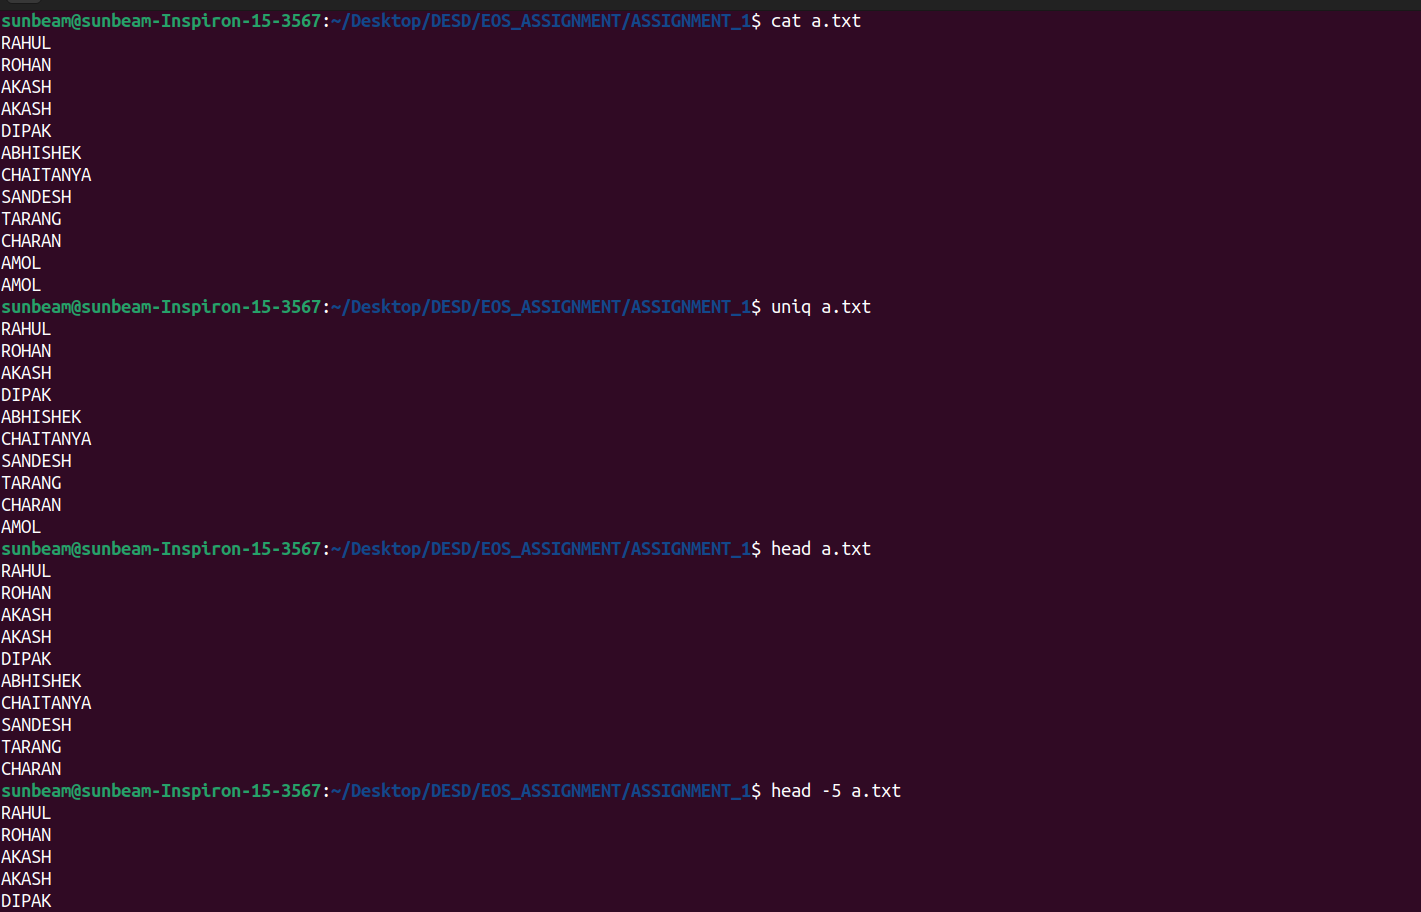 sunbeam@sunbeam-Inspiron-15-3567:~/Desktop/DESD/EOS_ASSIGNMENT/ASSIGNMENT_1$ cat a.txt
RAHUL
ROHAN
AKASH
AKASH
DIPAK
ABHISHEK
CHAITANYA
SANDESH
TARANG
CHARAN
AMOL
AMOL
sunbeam@sunbeam-Inspiron-15-3567:~/Desktop/DESD/EOS_ASSIGNMENT/ASSIGNMENT_1$ uniq a.txt
RAHUL
ROHAN
AKASH
DIPAK
ABHISHEK
CHAITANYA
SANDESH
TARANG
CHARAN
AMOL
sunbeam@sunbeam-Inspiron-15-3567:~/Desktop/DESD/EOS_ASSIGNMENT/ASSIGNMENT_1$ head a.txt
RAHUL
ROHAN
AKASH
AKASH
DIPAK
ABHISHEK
CHAITANYA
SANDESH
TARANG
CHARAN
sunbeam@sunbeam-Inspiron-15-3567:~/Desktop/DESD/EOS_ASSIGNMENT/ASSIGNMENT_1$ head -5 a.txt
RAHUL
ROHAN
AKASH
AKASH
DIPAK